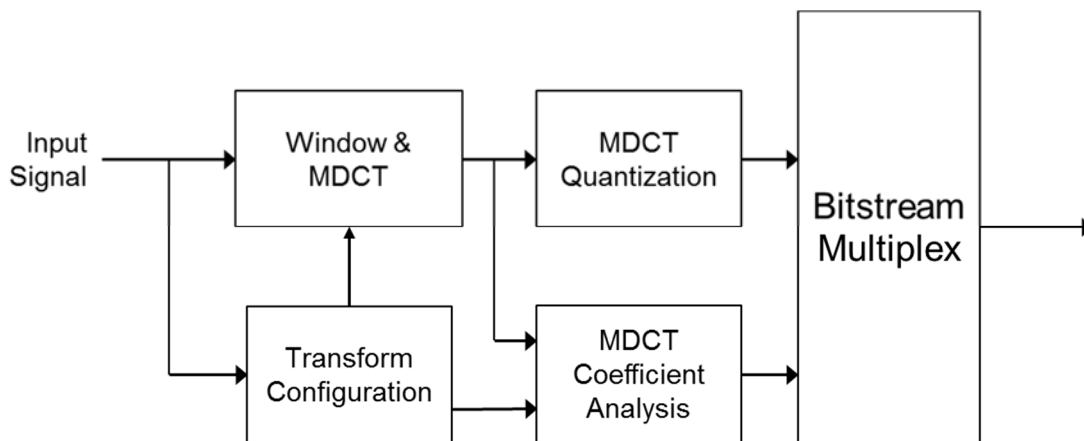 Input
Signal
Window &
MDCT
MDCT
Quantization
Bitstream
Multiplex
Transform
Configuration
MDCT
Coefficient
Analysis